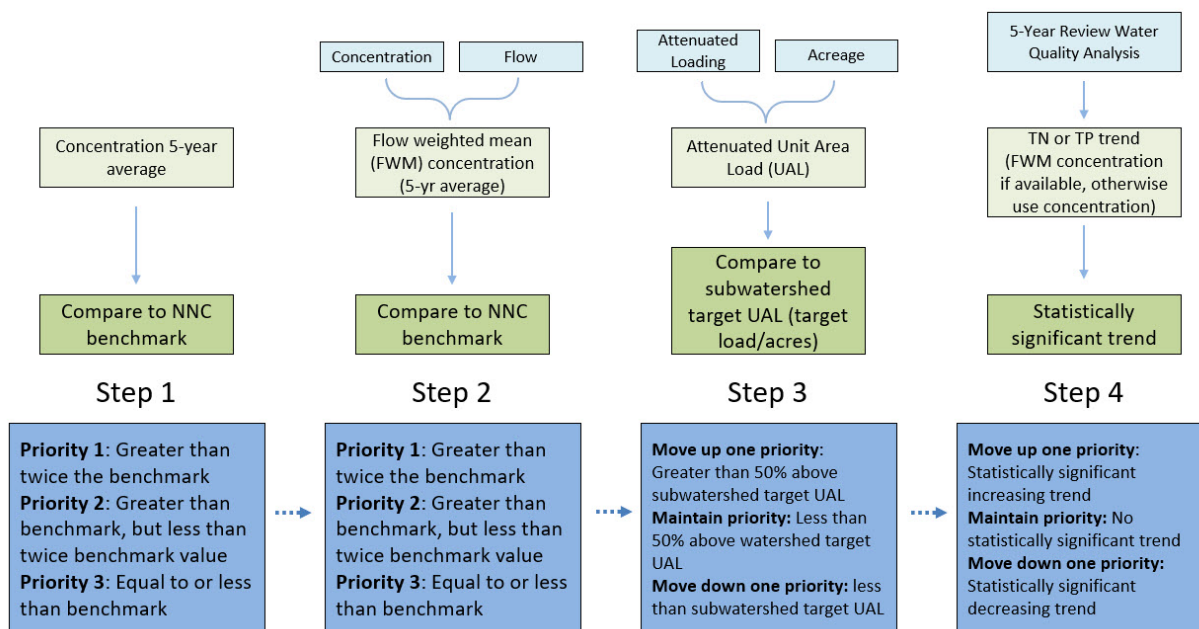 Concentration
Flow
Attenuated
Loading
Acreage
5-Year Review Water
Quality Analysis
Concentration 5-year
average
Flow weighted mean
(FWM) concentration
(5-yr average)
Attenuated Unit Area
Load (UAL)
TN or TP trend
(FWM concentration
if available, otherwise
use concentration)
Compare to NNC
benchmark
Compare to NNC
benchmark
Compare to
subwatershed
target UAL (target
load/acres)
Statistically
significant trend
Step 1
Step 2
Step 3
Step 4
Priority 1: Greater than
twice the benchmark
Priority 2: Greater than
benchmark, but less than
twice benchmark value
Priority 3: Equal to or less
than benchmark
Priority 1: Greater than
twice the benchmark
Priority 2: Greater than
benchmark, but less than
twice benchmark value
Priority 3: Equal to or less
than benchmark
Move up one priority:
Greater than 50% above
subwatershed target UAL
Maintain priority: Less than
50% above watershed target
UAL
Move down one priority: less
than subwatershed target UAL
Move up one priority:
Statistically significant
increasing trend
Maintain priority: No
statistically significant trend
Move down one priority:
Statistically significant
decreasing trend